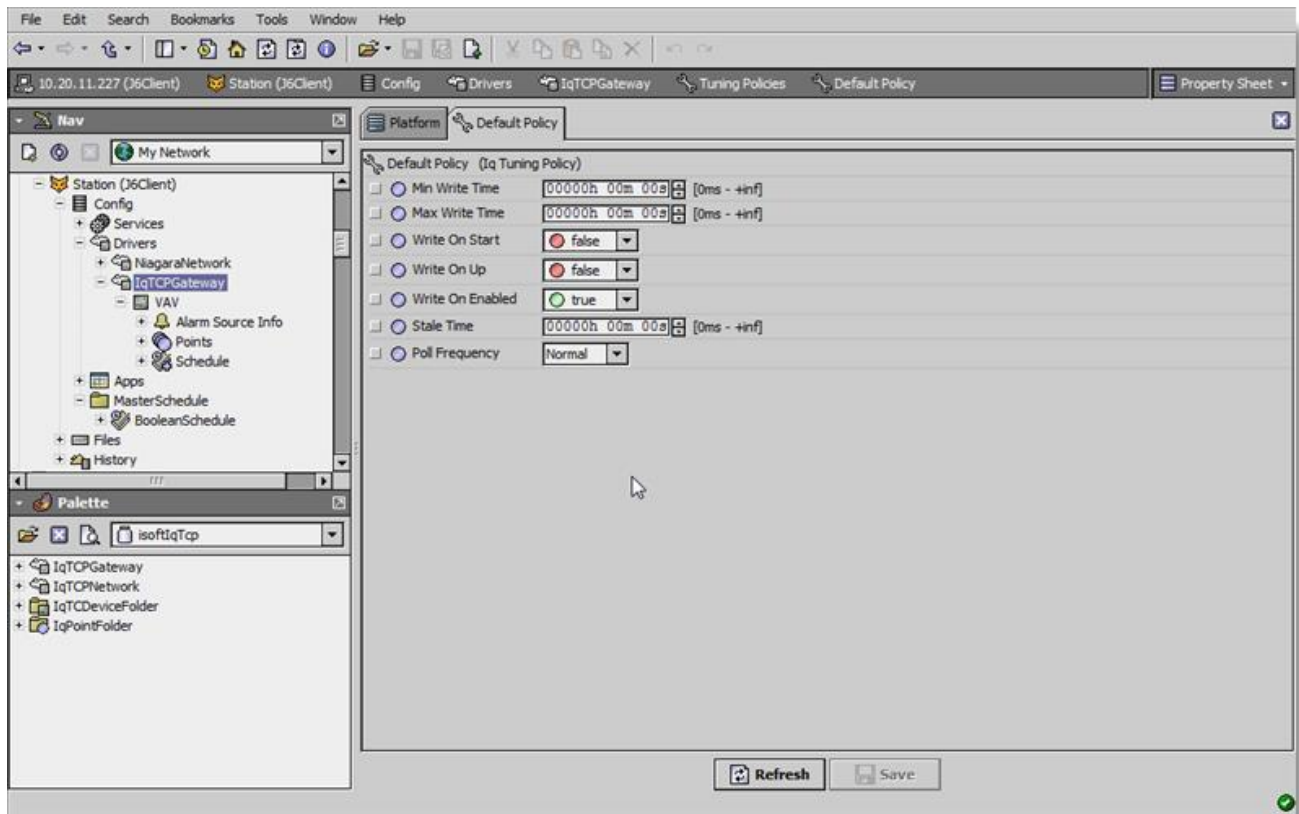 File Edit Search Bookmarks Tools Window Help
10.20.11.227 (J6Client) Station (J6Client) Config Drivers IqTCPGateway Tuning Policies Default Policy Property Sheet
Nav
My Network
Station (J6Client)
Config
Services
Drivers
NiagaraNetwork
IqTCPGateway
VAV
Alarm Source Info
Points
Schedule
Apps
MasterSchedule
BooleanSchedule
Files
History
Palette
isoftIqTcp
IqTCPGateway
IqTCPNetwork
IqTCDeviceFolder
IqPointFolder
Platform Default Policy
Default Policy (Iq Tuning Policy)
Min Write Time 00000h 00m 00s [0ms - +inf]
Max Write Time 00000h 00m 00s [0ms - +inf]
Write On Start false
Write On Up false
Write On Enabled true
Stale Time 00000h 00m 00s [0ms - +inf]
Poll Frequency Normal
Refresh Save